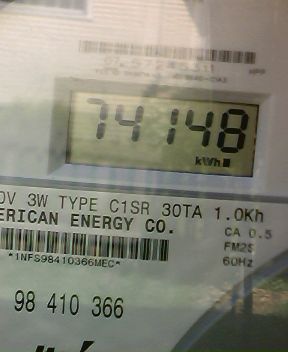 74148
kWh
0V 3W TYPE C1SR 30TA 1.0Kh
ERICAN ENERGY CO.
CA 0.5
FM2S
60Hz
*1NFS98410366MEC*
98 410 366